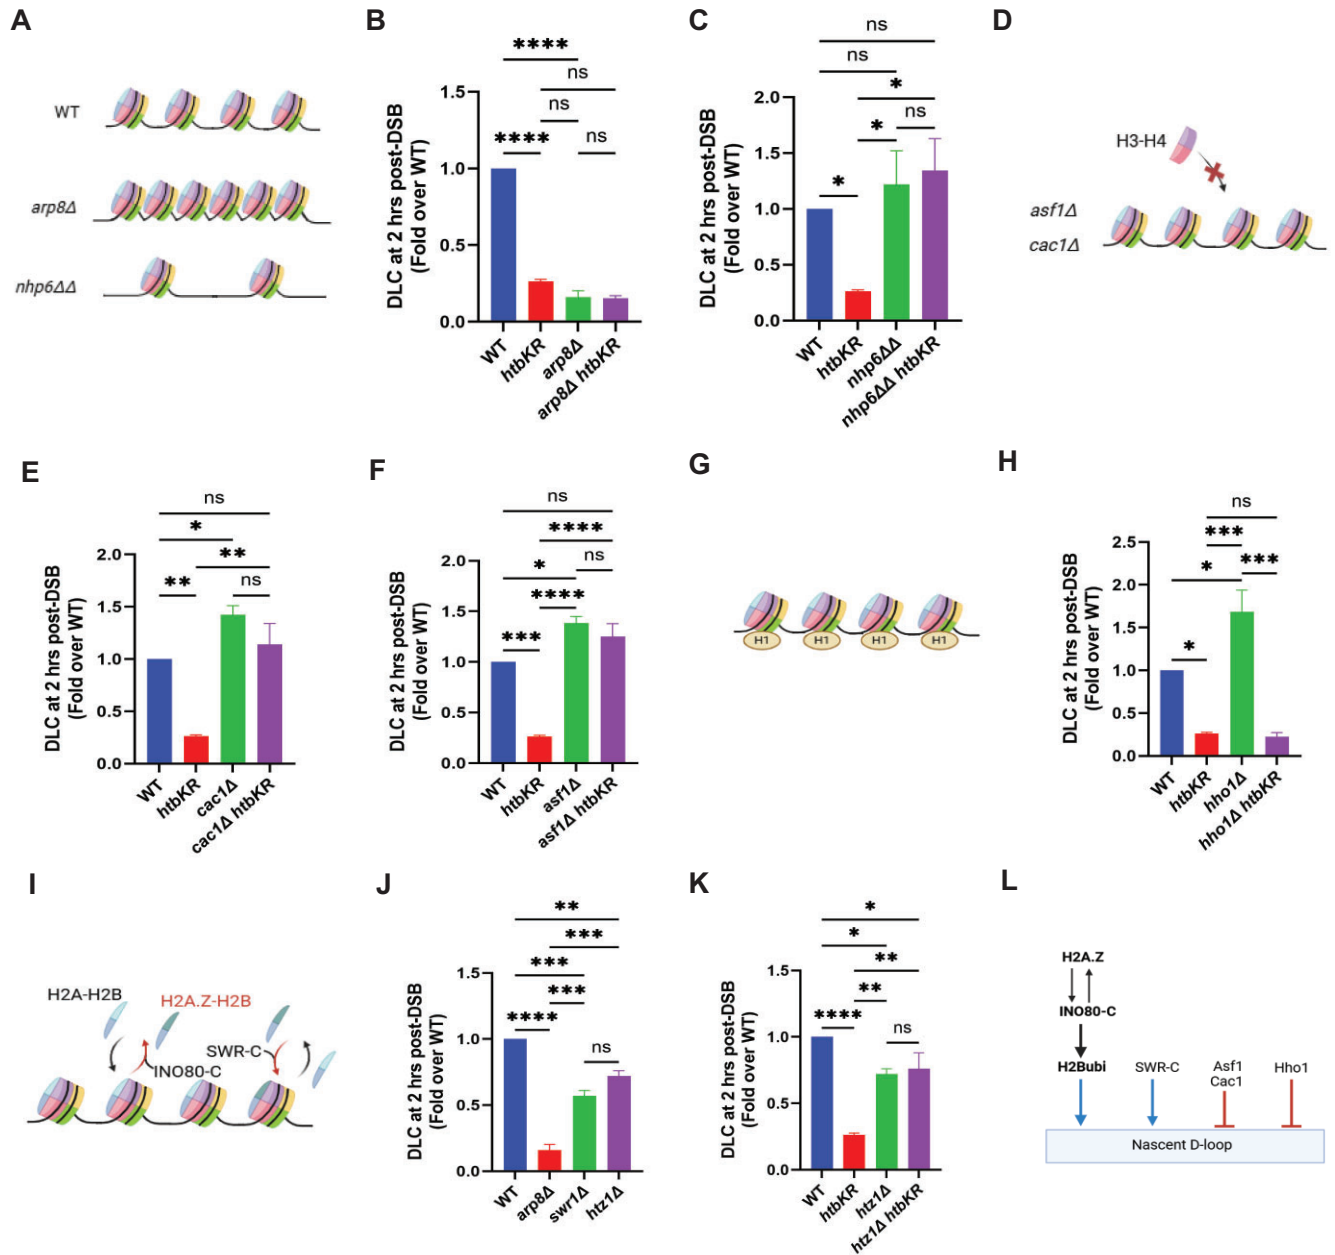 A
WT
arp8Δ
nhp6ΔΔ
B
DLC at 2 hrs post-DSB
(Fold over WT)
1.5
1.0
0.5
0.0
****
ns
ns
****
ns
WT
htbKR
arp8Δ
arp8Δ htbKR
C
DLC at 2 hrs post-DSB
(Fold over WT)
2.0
1.5
1.0
0.5
0.0
ns
ns
*
*
ns
*
WT
htbKR
nhp6ΔΔ
nhp6ΔΔ htbKR
D
H3-H4
asf1Δ
cac1Δ
E
DLC at 2 hrs post-DSB
(Fold over WT)
2.0
1.5
1.0
0.5
0.0
ns
*
**
**
ns
WT
htbKR
cac1Δ
cac1Δ htbKR
F
DLC at 2 hrs post-DSB
(Fold over WT)
2.0
1.5
1.0
0.5
0.0
ns
****
*
ns
****
***
WT
htbKR
asf1Δ
asf1Δ htbKR
G
H1
H1
H1
H1
H
DLC at 2 hrs post-DSB
(Fold over WT)
2.5
2.0
1.5
1.0
0.5
0.0
ns
***
*
***
*
WT
htbKR
hho1Δ
hho1Δ htbKR
I
H2A-H2B
H2A.Z-H2B
SWR-C
INO80-C
J
DLC at 2 hrs post-DSB
(Fold over WT)
1.5
1.0
0.5
0.0
**
***
***
***
****
ns
WT
arp8Δ
swr1Δ
htz1Δ
K
DLC at 2 hrs post-DSB
(Fold over WT)
1.5
1.0
0.5
0.0
*
*
**
**
****
ns
WT
htbKR
htz1Δ
htz1Δ htbKR
L
H2A.Z
INO80-C
H2Bubi
SWR-C
Asf1
Cac1
Hho1
Nascent D-loop